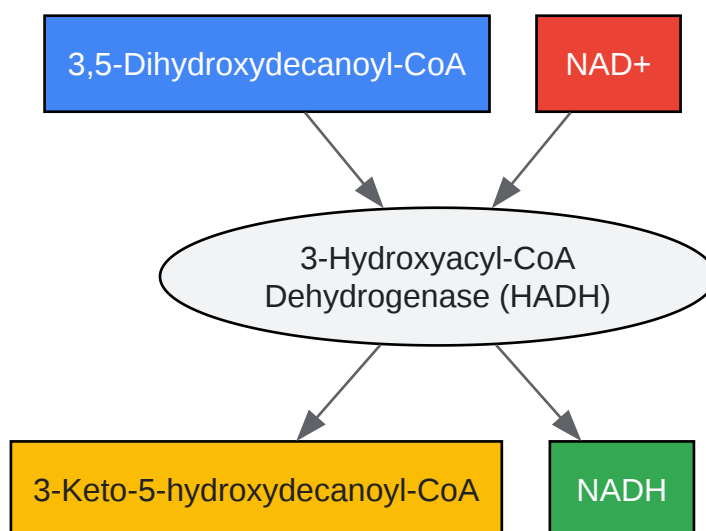 3,5-Dihydroxydecanoyl-CoA
NAD+
3-Hydroxyacyl-CoA
Dehydrogenase (HADH)
3-Keto-5-hydroxydecanoyl-CoA
NADH